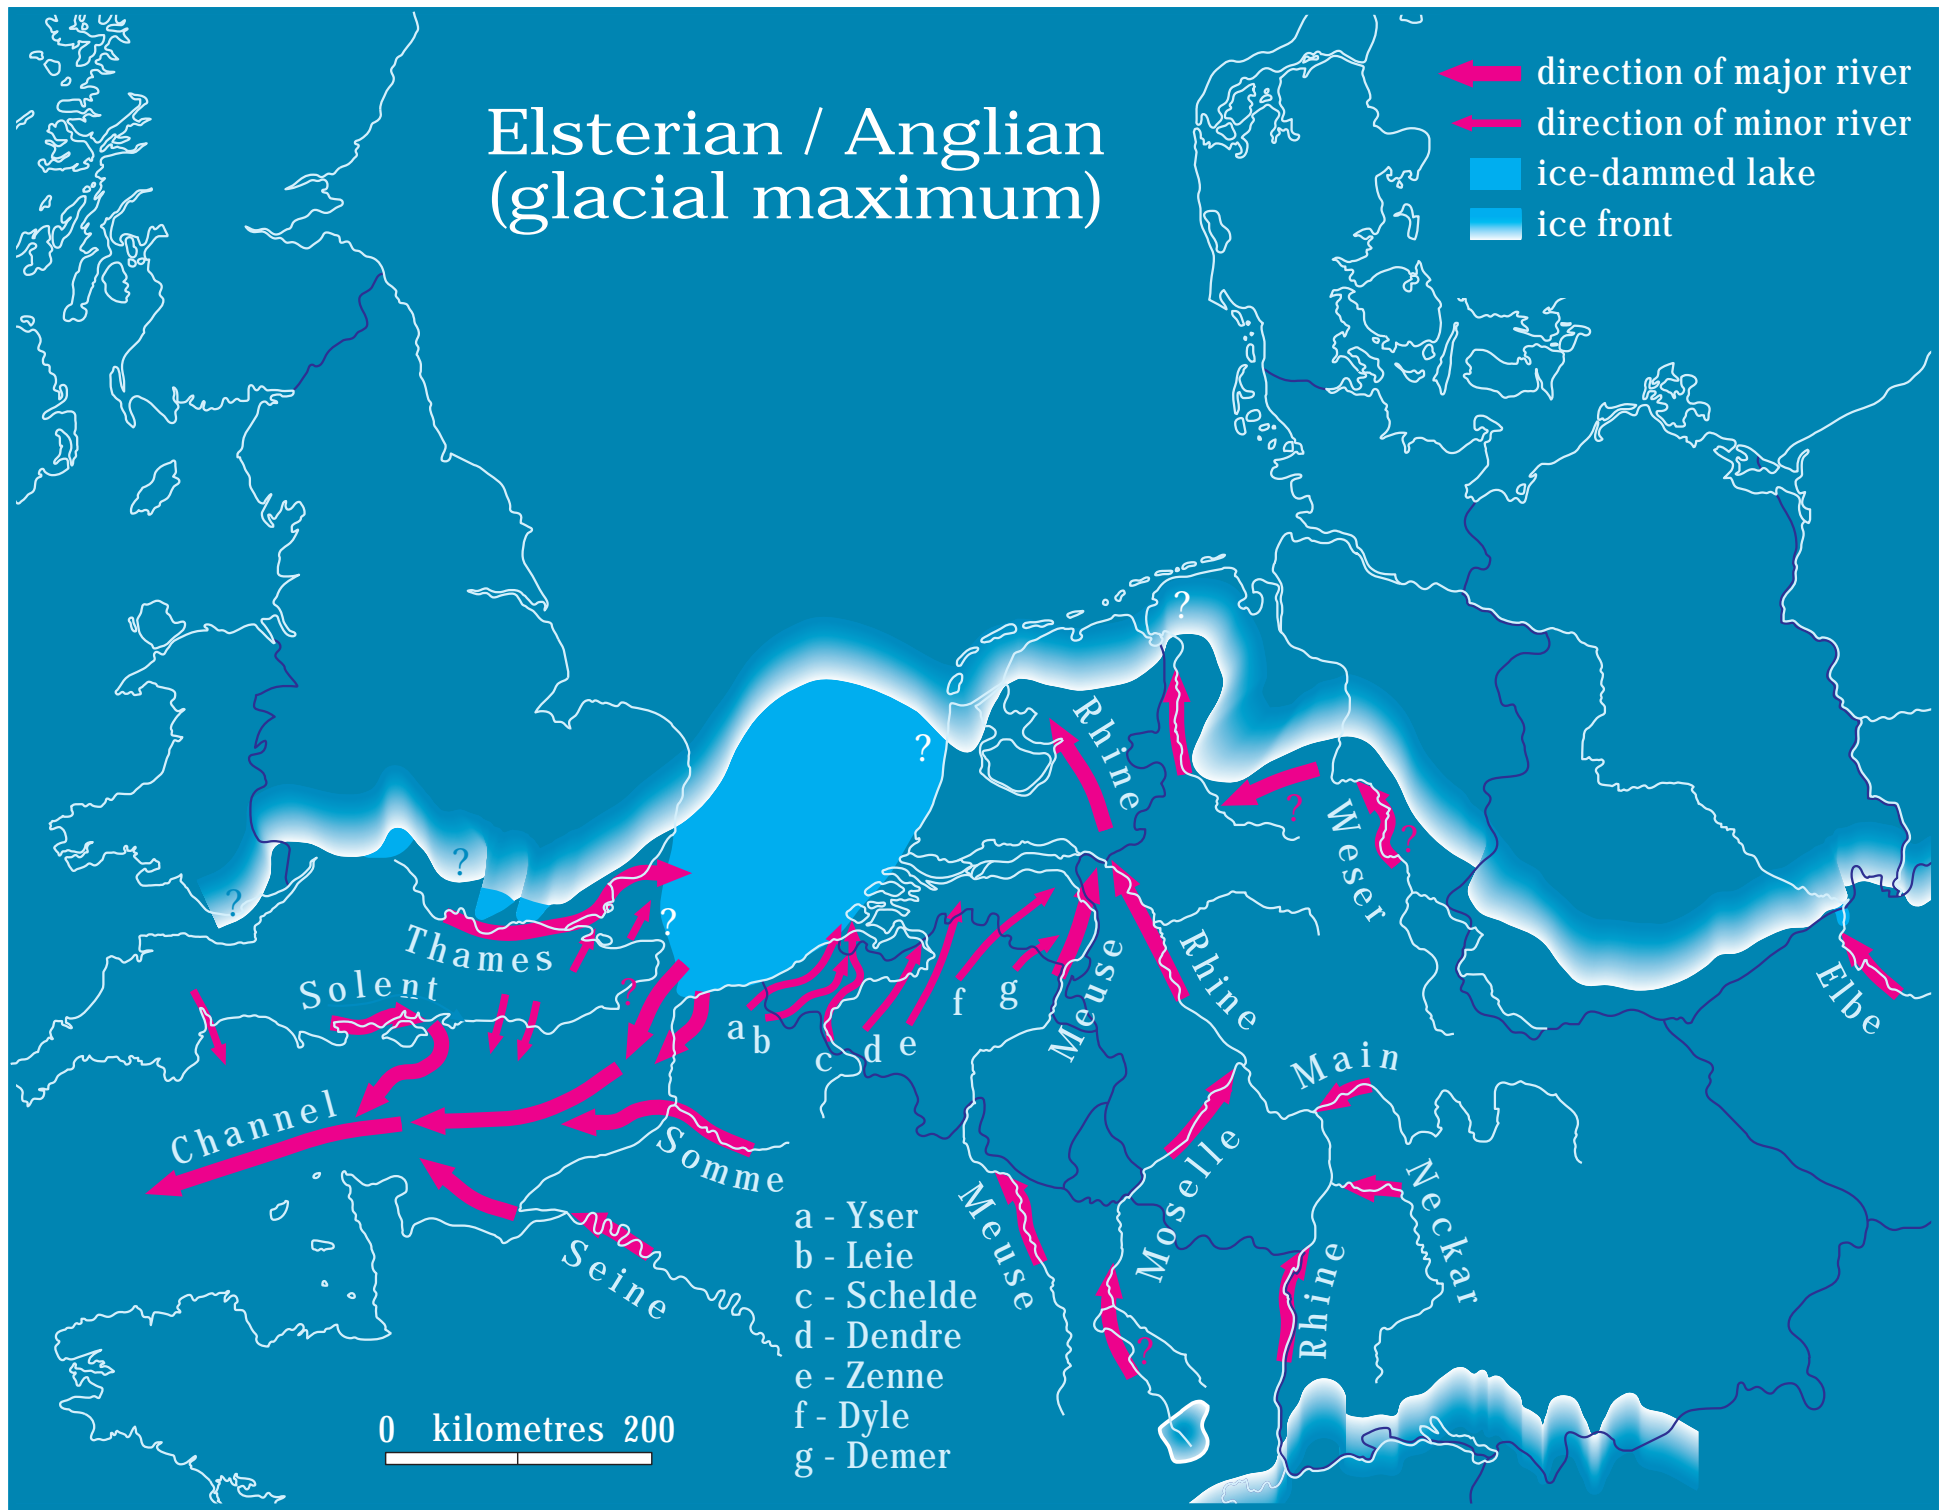 Elsterian / Anglian
(glacial maximum)
direction of major river
direction of minor river
ice-dammed lake
ice front
?
?
?
?
?
?
?
?
?
?
Rhine
Weser
Thames
Solent
Channel
Somme
Seine
Meuse
Rhine
Elbe
Main
Moselle
Neckar
Meuse
Rhine
a
b
c
d
e
f
g
a - Yser
b - Leie
c - Schelde
d - Dendre
e - Zenne
f - Dyle
g - Demer
0 kilometres 200